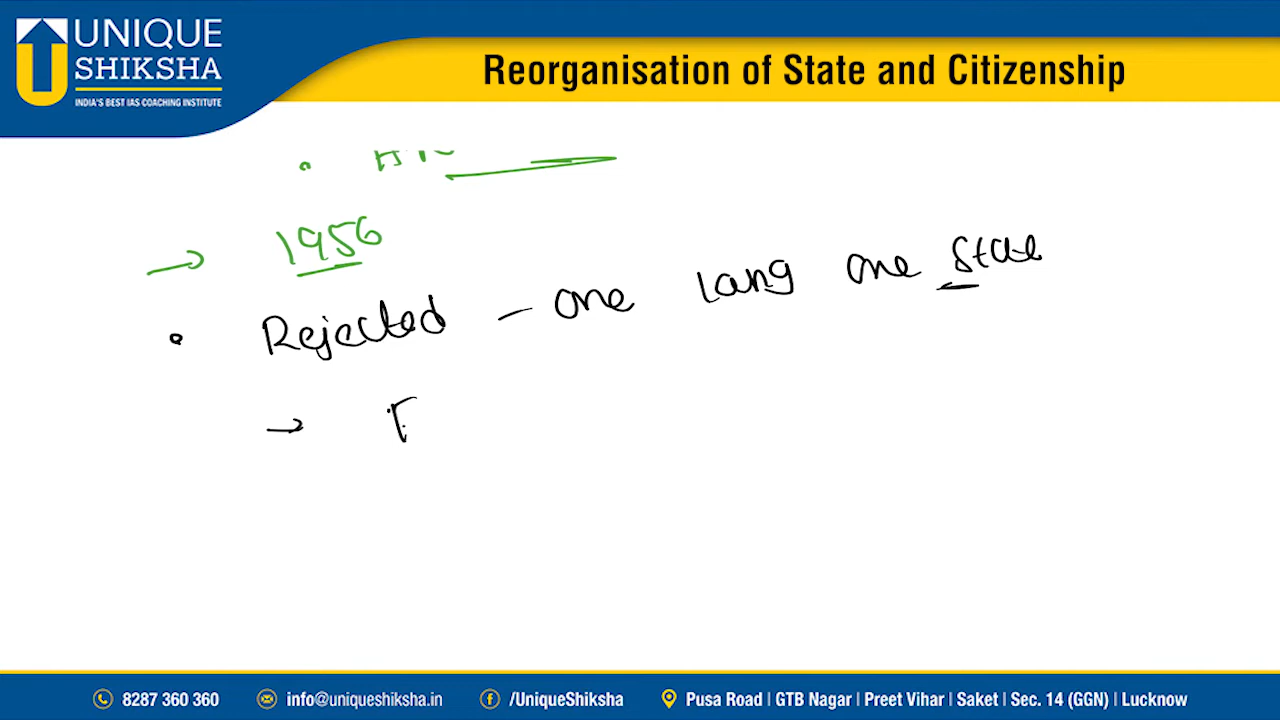 UNIQUE
SHIKSHA
INDIA'S BEST IAS COACHING INSTITUTE
Reorganisation of State and Citizenship
→ 1956
• Rejected – one lang one state
→
8287 360 360
info@uniqueshiksha.in
/UniqueShiksha
Pusa Road | GTB Nagar | Preet Vihar | Saket | Sec. 14 (GGN) | Lucknow